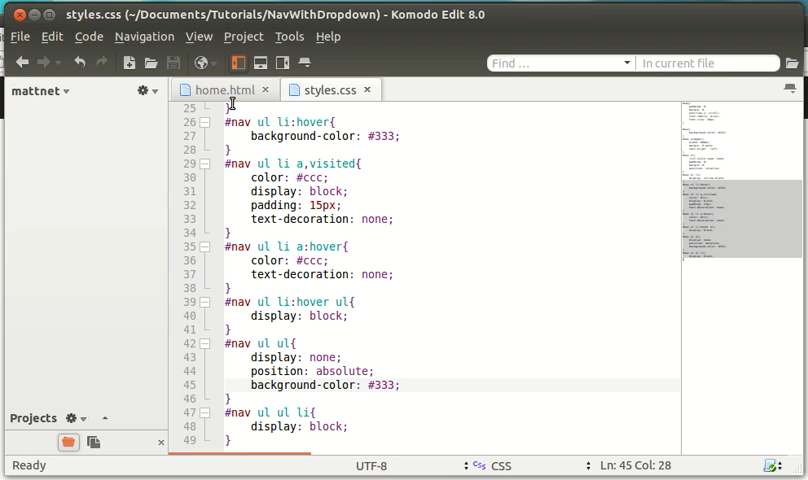 styles.css (~/Documents/Tutorials/NavWithDropdown) - Komodo Edit 8.0
File Edit Code Navigation View Project Tools Help
Find ... In current file
mattnet
home.html styles.css
25 }
26 #nav ul li:hover{
27 background-color: #333;
28 }
29 #nav ul li a,visited{
30 color: #ccc;
31 display: block;
32 padding: 15px;
33 text-decoration: none;
34 }
35 #nav ul li a:hover{
36 color: #ccc;
37 text-decoration: none;
38 }
39 #nav ul li:hover ul{
40 display: block;
41 }
42 #nav ul ul{
43 display: none;
44 position: absolute;
45 background-color: #333;
46 }
47 #nav ul ul li{
48 display: block;
49 }
Projects
Ready UTF-8 CSS CSS Ln: 45 Col: 28